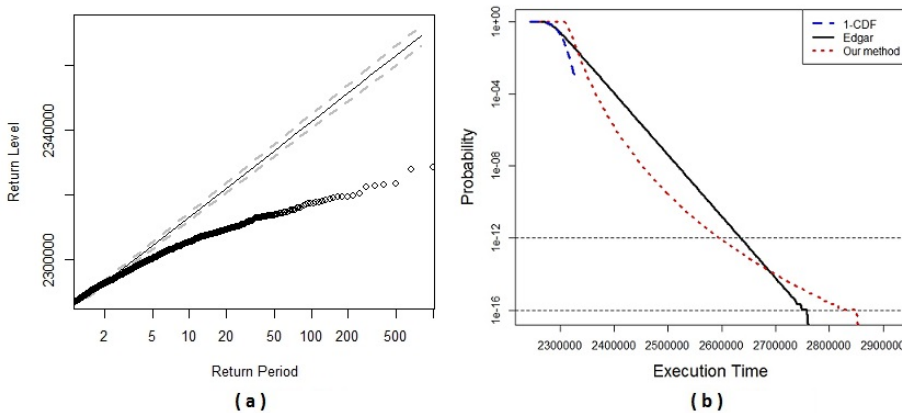 2340000
2300000
Return Level
2 5 10 20 50 100 200 500
Return Period
( a )
1e+00
1e-04
1e-08
1e-12
1e-16
Probability
1-CDF
Edgar
Our method
2300000 2400000 2500000 2600000 2700000 2800000 2900000
Execution Time
( b )